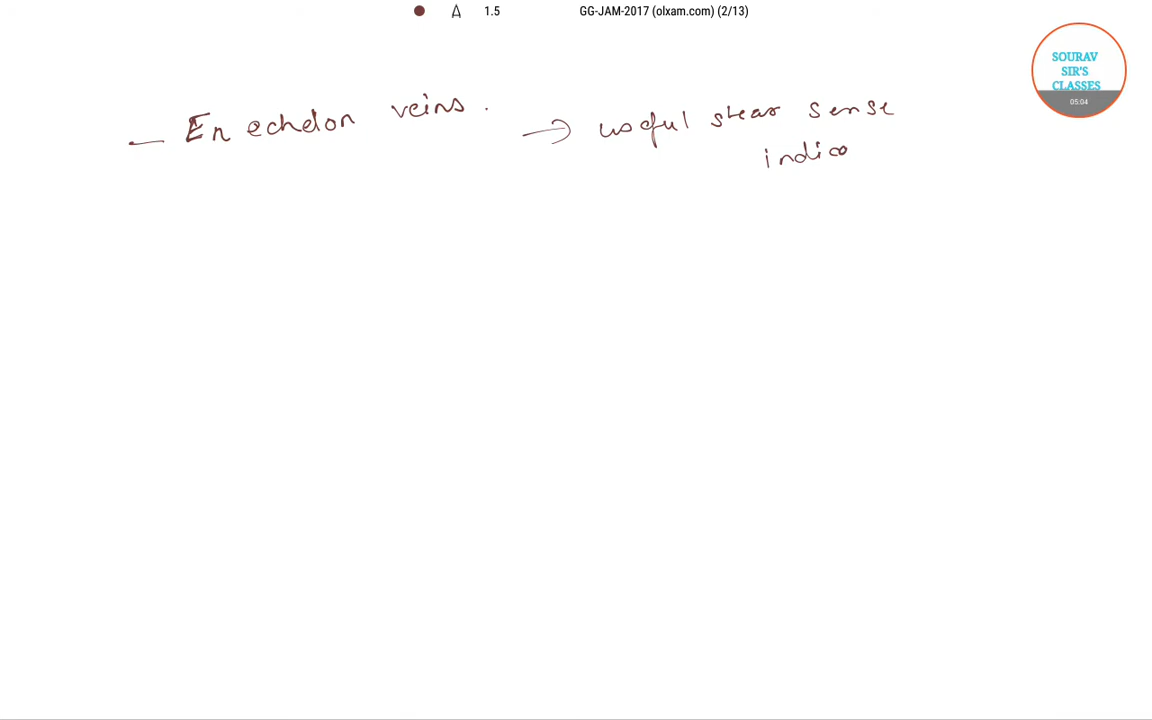 1.5 GG-JAM-2017 (olxam.com) (2/13)
SOURAV
SIR'S
CLASSES
05:04
— En echelon veins . → useful shear sense
indica